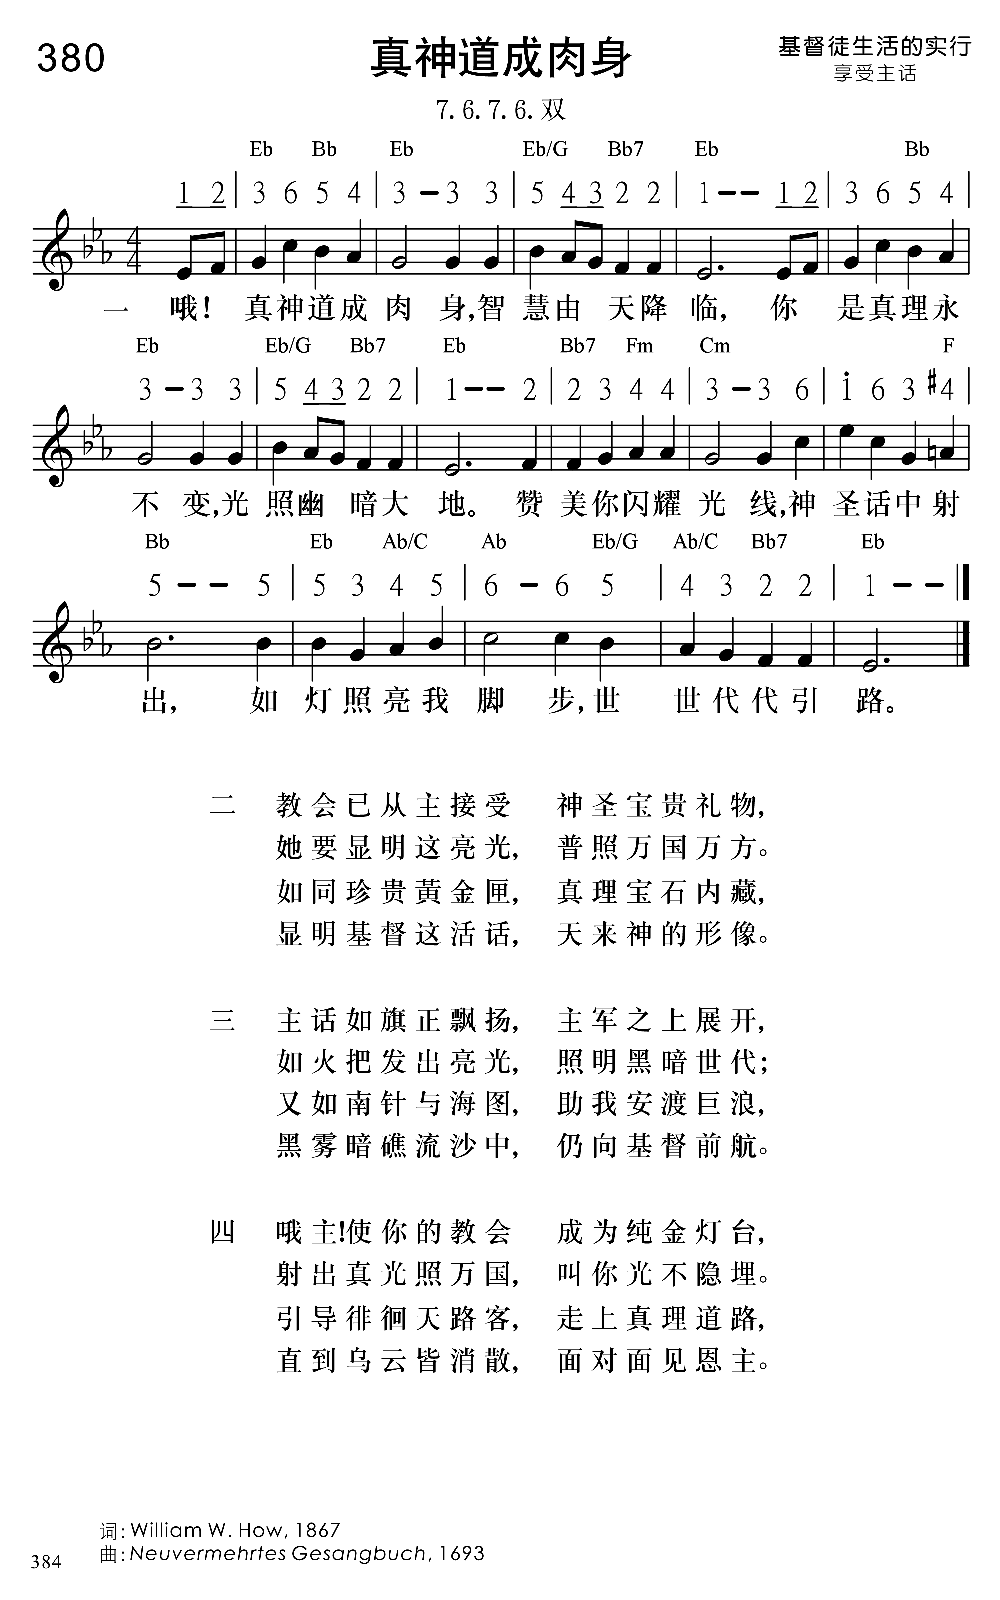 380
真神道成肉身
基督徒生活的实行
享受主话
7. 6. 7. 6. 双
Eb Bb Eb Eb/G Bb7 Eb Bb
1 2 | 3 6 5 4 | 3 - 3 3 | 5 4 3 2 2 | 1 - - 1 2 | 3 6 5 4 |
4
4
一 哦! 真神道成肉身,智慧由天降临, 你是真理永
Eb Eb/G Bb7 Eb Bb7 Fm Cm F
3 - 3 3 | 5 4 3 2 2 | 1 - - 2 | 2 3 4 4 | 3 - 3 6 | i 6 3 #4 |
不变,光照幽暗大地。赞美你闪耀光线,神圣话中射
Bb Eb Ab/C Ab Eb/G Ab/C Bb7 Eb
5 - - 5 | 5 3 4 5 | 6 - 6 5 | 4 3 2 2 | 1 - - ‖
出, 如灯照亮我脚步,世世代代引路。
二 教会已从主接受 神圣宝贵礼物,
她要显明这亮光, 普照万国万方。
如同珍贵黄金匣, 真理宝石内藏,
显明基督这活话, 天来神的形像。
三 主话如旗正飘扬, 主军之上展开,
如火把发出亮光, 照明黑暗世代;
又如南针与海图, 助我安渡巨浪,
黑雾暗礁流沙中, 仍向基督前航。
四 哦主!使你的教会 成为纯金灯台,
射出真光照万国, 叫你光不隐埋。
引导徘徊天路客, 走上真理道路,
直到乌云皆消散, 面对面见恩主。
词: William W. How, 1867
曲: Neuvermehrtes Gesangbuch, 1693
384